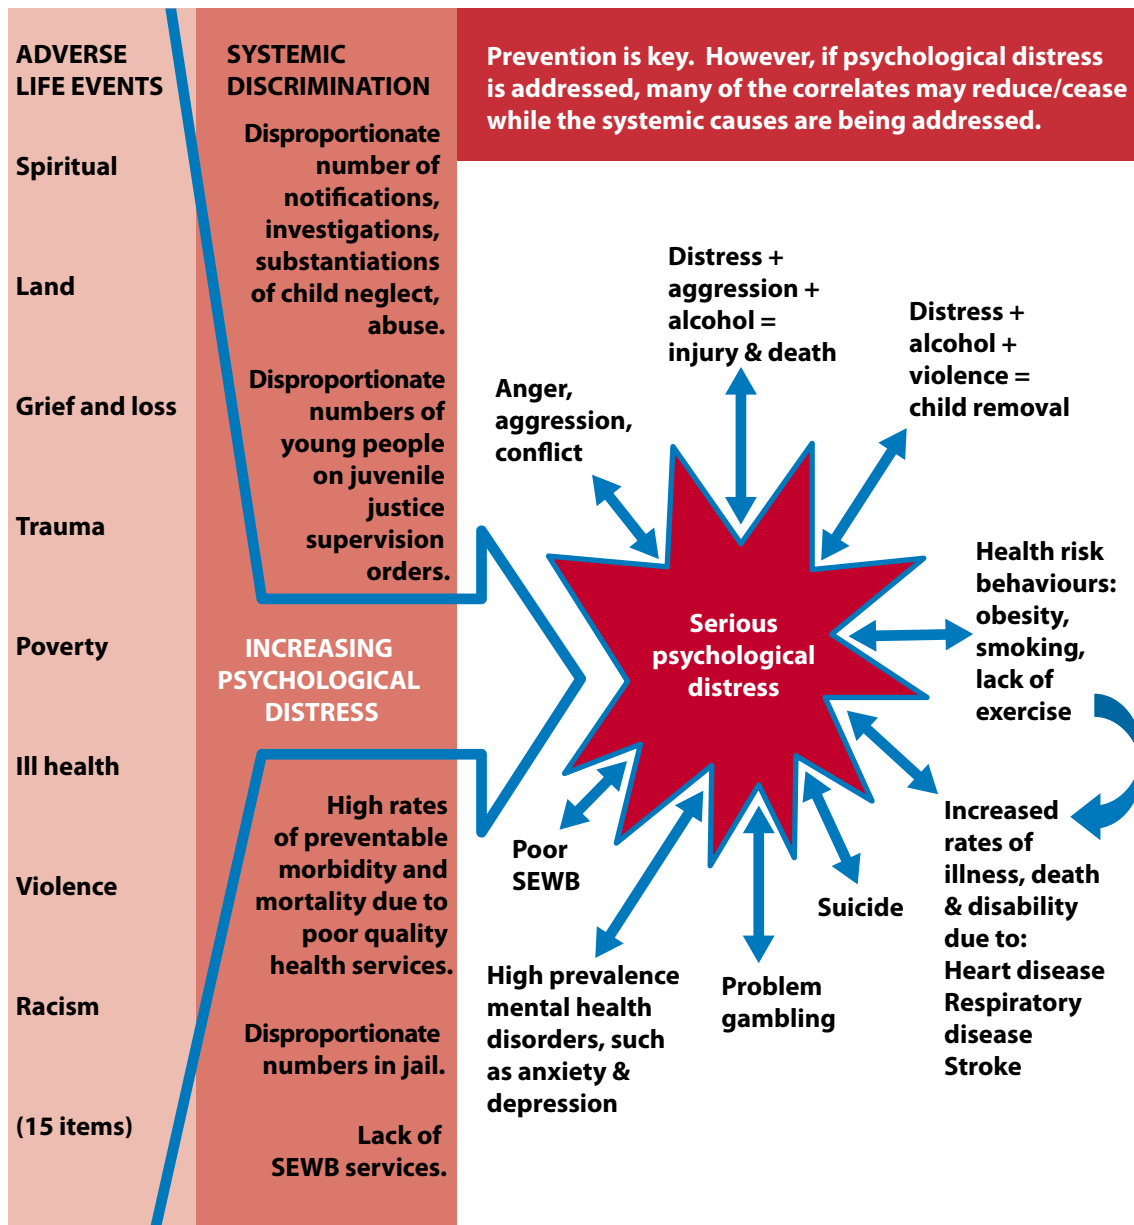 ADVERSE
LIFE EVENTS
Spiritual
Land
Grief and loss
Trauma
Poverty
Ill health
Violence
Racism
(15 items)
SYSTEMIC
DISCRIMINATION
Disproportionate
number of
notifications,
investigations,
substantiations
of child neglect,
abuse.
Disproportionate
numbers of
young people
on juvenile
justice
supervision
orders.
INCREASING
PSYCHOLOGICAL
DISTRESS
High rates
of preventable
morbidity and
mortality due to
poor quality
health services.
Disproportionate
numbers in jail.
Lack of
SEWB services.
Prevention is key.  However, if psychological distress
is addressed, many of the correlates may reduce/cease
while the systemic causes are being addressed.
Anger,
aggression,
conflict
Distress +
aggression +
alcohol =
injury & death
Distress +
alcohol +
violence =
child removal
Serious
psychological
distress
Health risk
behaviours:
obesity,
smoking,
lack of
exercise
Increased
rates of
illness, death
& disability
due to:
Heart disease
Respiratory
disease
Stroke
Suicide
Problem
gambling
High prevalence
mental health
disorders, such
as anxiety &
depression
Poor
SEWB